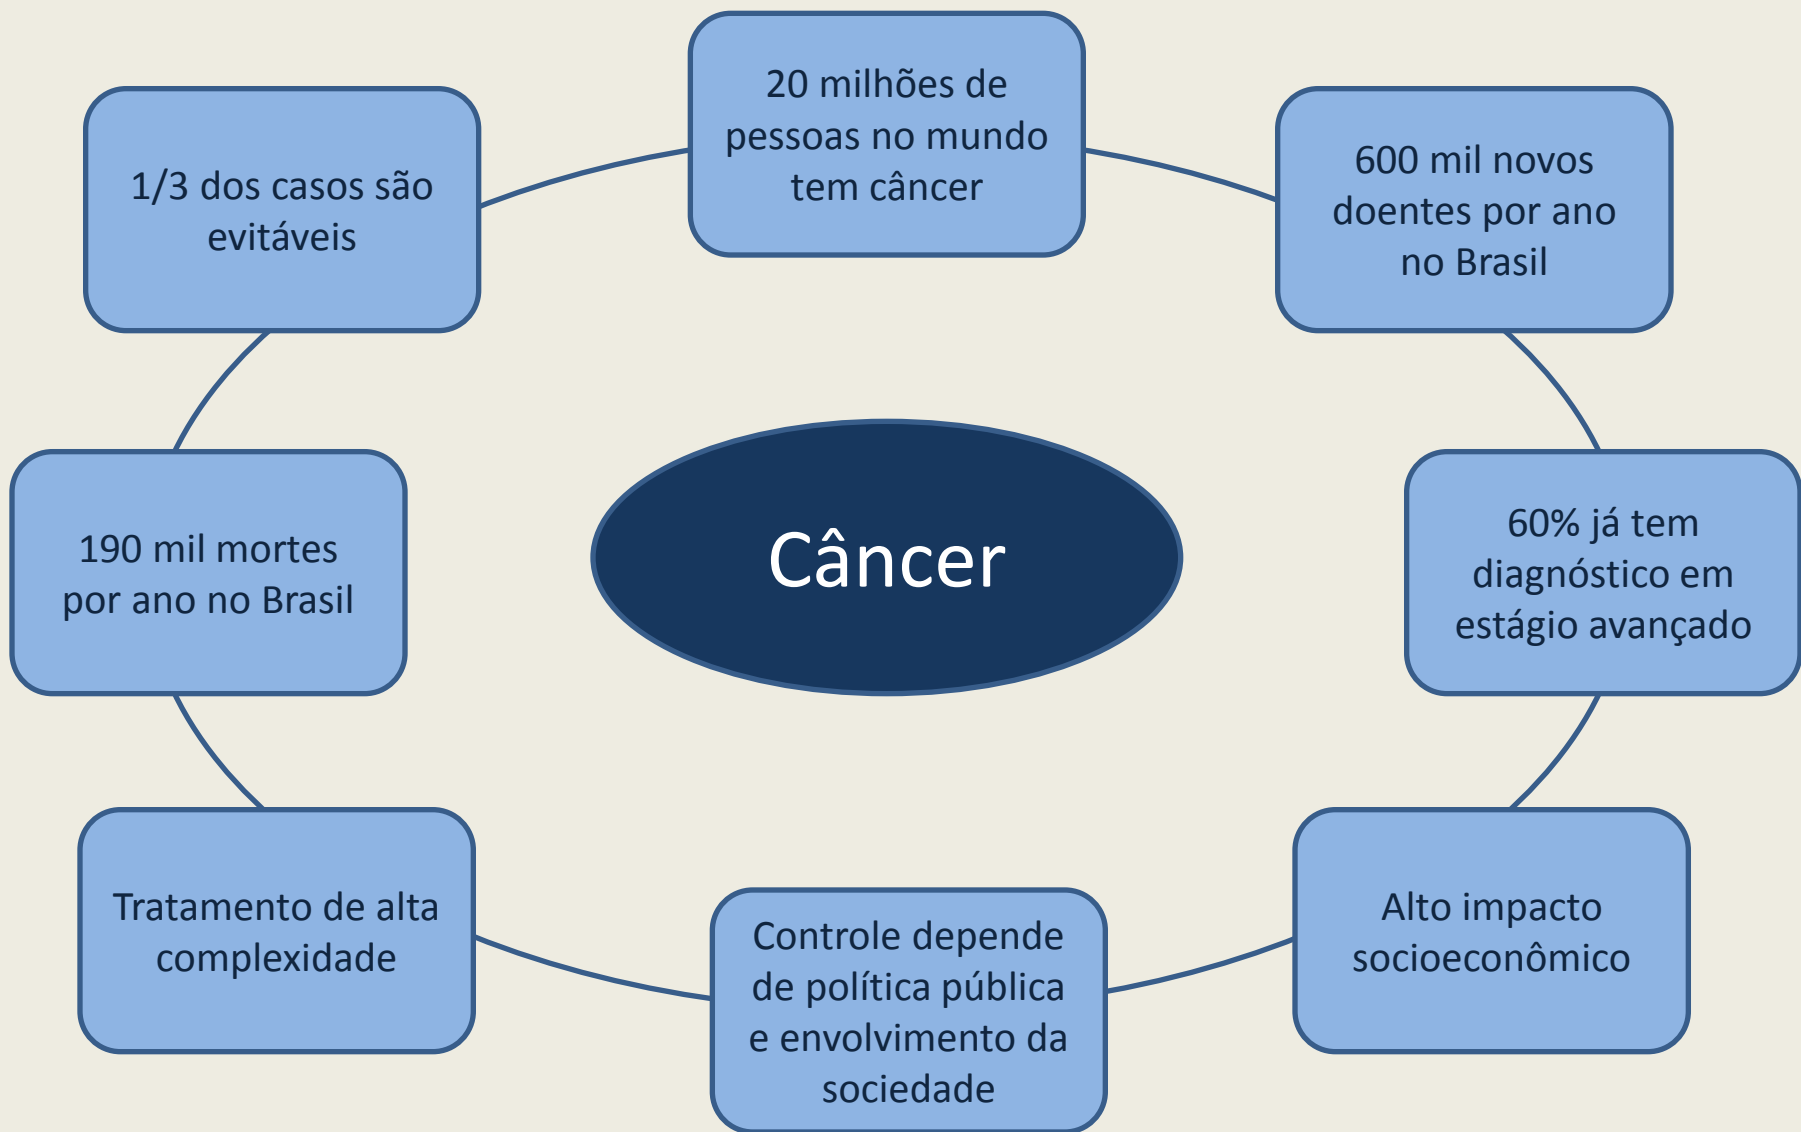 20 milhões de
pessoas no mundo
tem câncer
600 mil novos
doentes por ano
no Brasil
60% já tem
diagnóstico em
estágio avançado
Alto impacto
socioeconômico
Controle depende
de política pública
e envolvimento da
sociedade
Tratamento de alta
complexidade
190 mil mortes
por ano no Brasil
1/3 dos casos são
evitáveis
Câncer